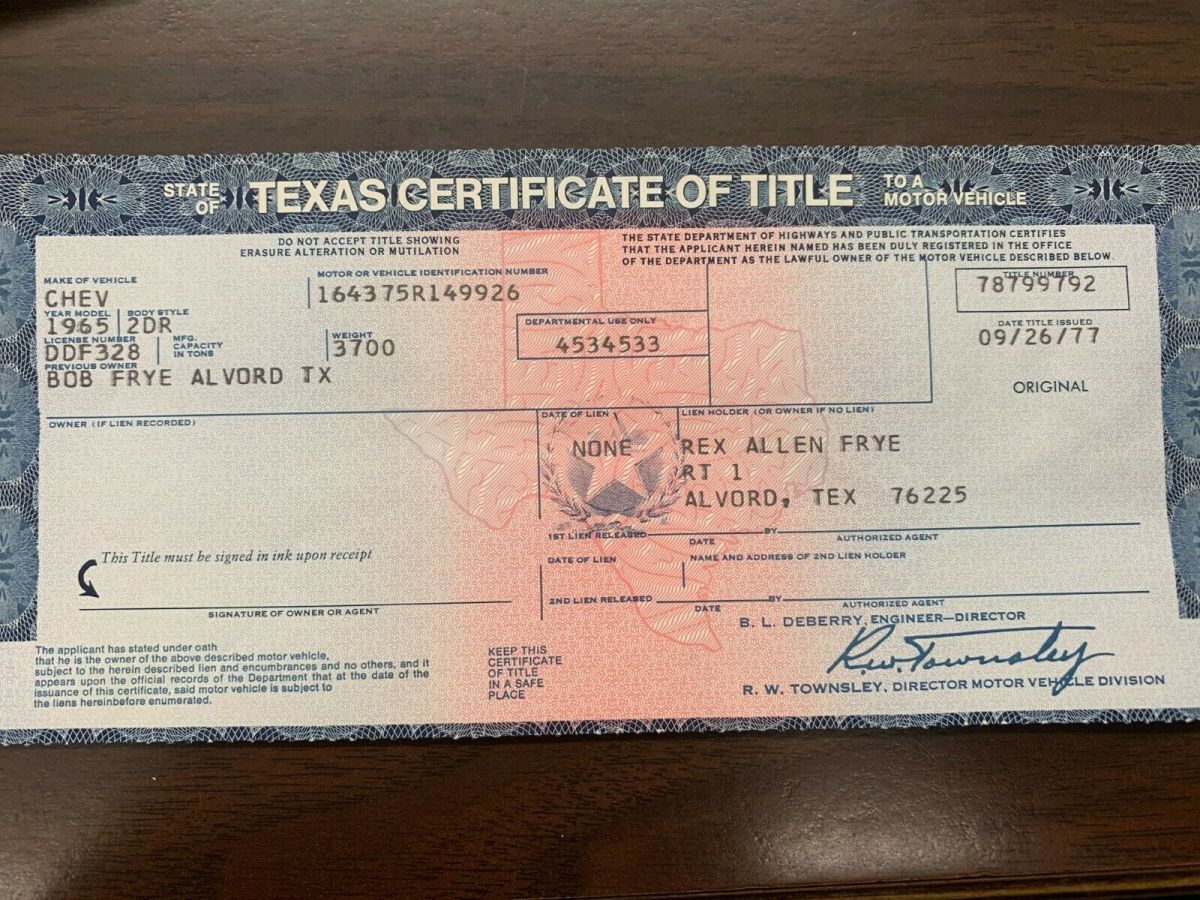 STATE OF TEXAS CERTIFICATE OF TITLE TO A MOTOR VEHICLE
DO NOT ACCEPT TITLE SHOWING
ERASURE ALTERATION OR MUTILATION
THE STATE DEPARTMENT OF HIGHWAYS AND PUBLIC TRANSPORTATION CERTIFIES
THAT THE APPLICANT HEREIN NAMED HAS BEEN DULY REGISTERED IN THE OFFICE
OF THE DEPARTMENT AS THE LAWFUL OWNER OF THE MOTOR VEHICLE DESCRIBED BELOW.
MAKE OF VEHICLE
CHEV
MOTOR OR VEHICLE IDENTIFICATION NUMBER
164375R149926
TITLE NUMBER
78799792
YEAR MODEL BODY STYLE
1965 2DR
LICENSE NUMBER
DDF328
MFG.
CAPACITY
IN TONS
WEIGHT
3700
DEPARTMENTAL USE ONLY
4534533
DATE TITLE ISSUED
09/26/77
PREVIOUS OWNER
BOB FRYE ALVORD TX
ORIGINAL
OWNER (IF LIEN RECORDED)
DATE OF LIEN
NONE
LIEN HOLDER (OR OWNER IF NO LIEN)
REX ALLEN FRYE
RT 1
ALVORD, TEX 76225
1ST LIEN RELEASED DATE BY AUTHORIZED AGENT
This Title must be signed in ink upon receipt
DATE OF LIEN
NAME AND ADDRESS OF 2ND LIEN HOLDER
SIGNATURE OF OWNER OR AGENT
2ND LIEN RELEASED DATE BY AUTHORIZED AGENT
B. L. DEBERRY, ENGINEER—DIRECTOR
R.W. Townsley
R. W. TOWNSLEY, DIRECTOR MOTOR VEHICLE DIVISION
The applicant has stated under oath
that he is the owner of the above described motor vehicle,
subject to the herein described lien and encumbrances and no others, and it
appears upon the official records of the Department that at the date of the
issuance of this certificate, said motor vehicle is subject to
the liens hereinbefore enumerated.
KEEP THIS
CERTIFICATE
OF TITLE
IN A SAFE
PLACE